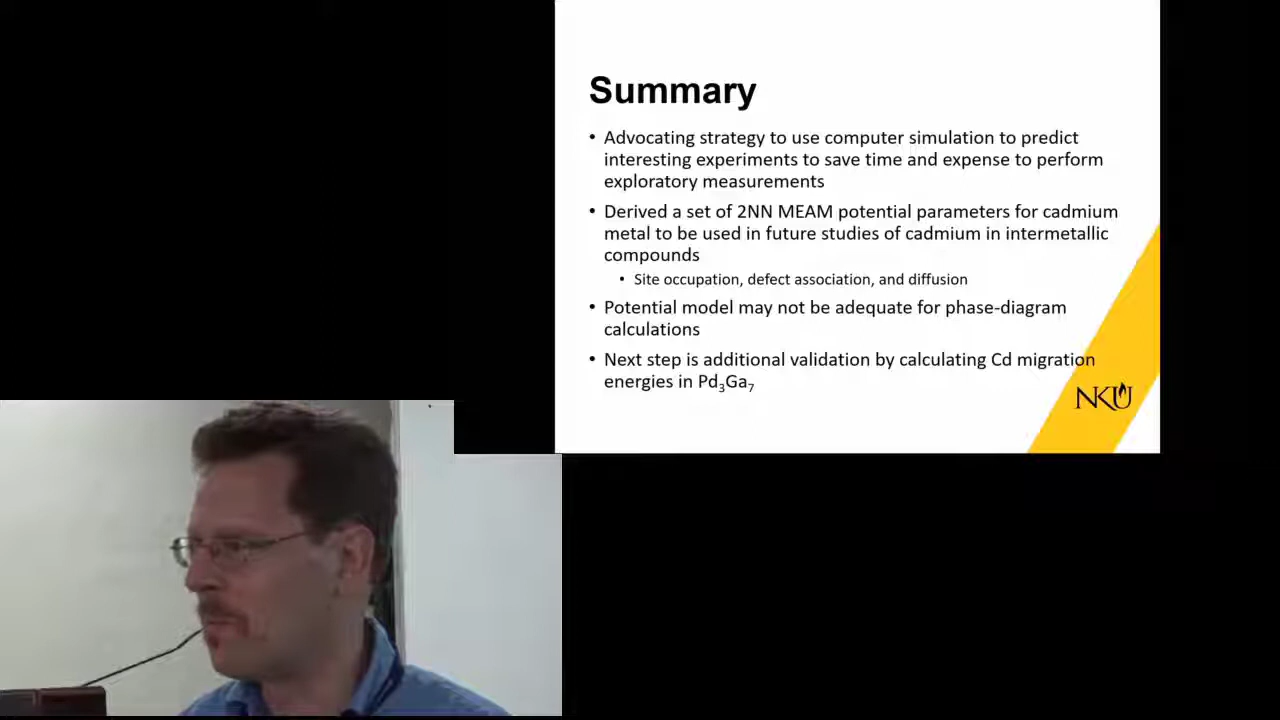 Summary
• Advocating strategy to use computer simulation to predict
interesting experiments to save time and expense to perform
exploratory measurements
• Derived a set of 2NN MEAM potential parameters for cadmium
metal to be used in future studies of cadmium in intermetallic
compounds
• Site occupation, defect association, and diffusion
• Potential model may not be adequate for phase-diagram
calculations
• Next step is additional validation by calculating Cd migration
energies in Pd₃Ga₇
NKU